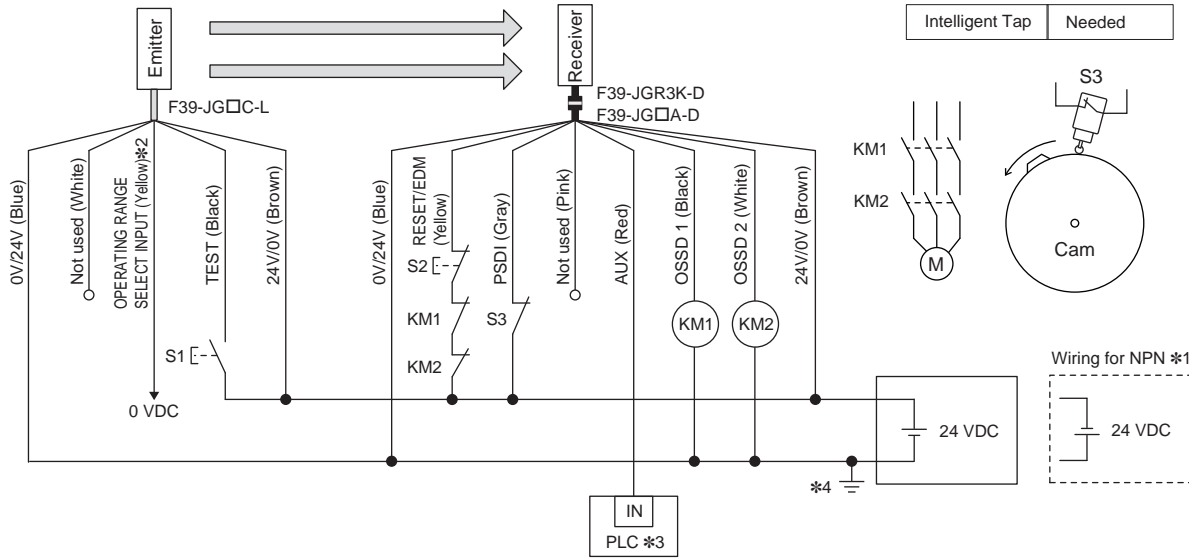 Emitter
Receiver
Intelligent Tap Needed
F39-JG□C-L
F39-JGR3K-D
F39-JG□A-D
S3
KM1
KM2
M
Cam
0V/24V (Blue)
Not used (White)
OPERATING RANGE
SELECT INPUT (Yellow)✻2
TEST (Black)
24V/0V (Brown)
0V/24V (Blue)
RESET/EDM
(Yellow)
PSDI (Gray)
Not used (Pink)
AUX (Red)
OSSD 1 (Black)
OSSD 2 (White)
24V/0V (Brown)
S1
0 VDC
S2
KM1
KM2
S3
KM1
KM2
24 VDC
Wiring for NPN ✻1
24 VDC
✻4
IN
PLC ✻3